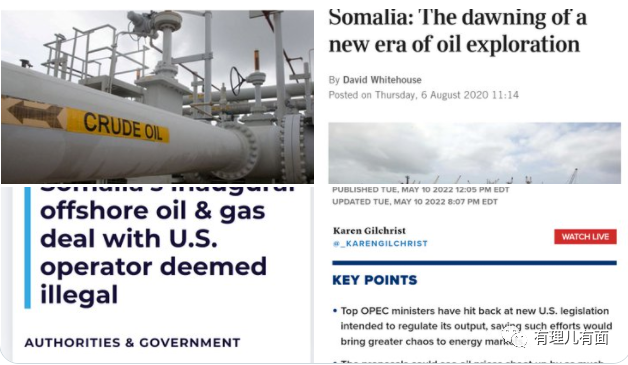 CRUDE OIL
Somalia: The dawning of a
new era of oil exploration
By David Whitehouse
Posted on Thursday, 6 August 2020 11:14
Somalia's inaugural
offshore oil & gas
deal with U.S.
operator deemed
illegal
AUTHORITIES & GOVERNMENT
PUBLISHED TUE, MAY 10 2022 12:05 PM EDT
UPDATED TUE, MAY 10 2022 8:07 PM EDT
Karen Gilchrist
@_KARENGILCHRIST
WATCH LIVE
KEY POINTS
• Top OPEC ministers have hit back at new U.S. legislation
intended to regulate its output, saying such efforts would
bring greater chaos to energy
有理儿有面